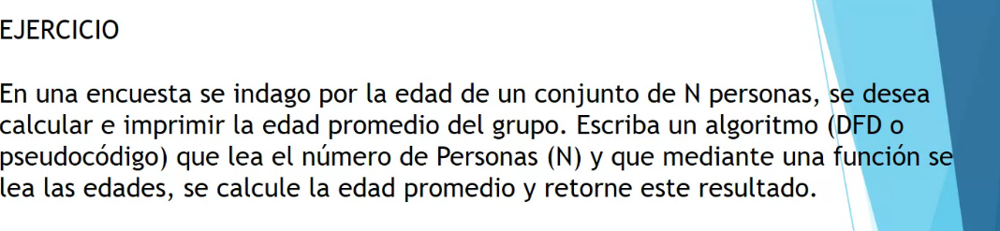 EJERCICIO
En una encuesta se indago por la edad de un conjunto de N personas, se desea
calcular e imprimir la edad promedio del grupo. Escriba un algoritmo (DFD o
pseudocódigo) que lea el número de Personas (N) y que mediante una función se
lea las edades, se calcule la edad promedio y retorne este resultado.